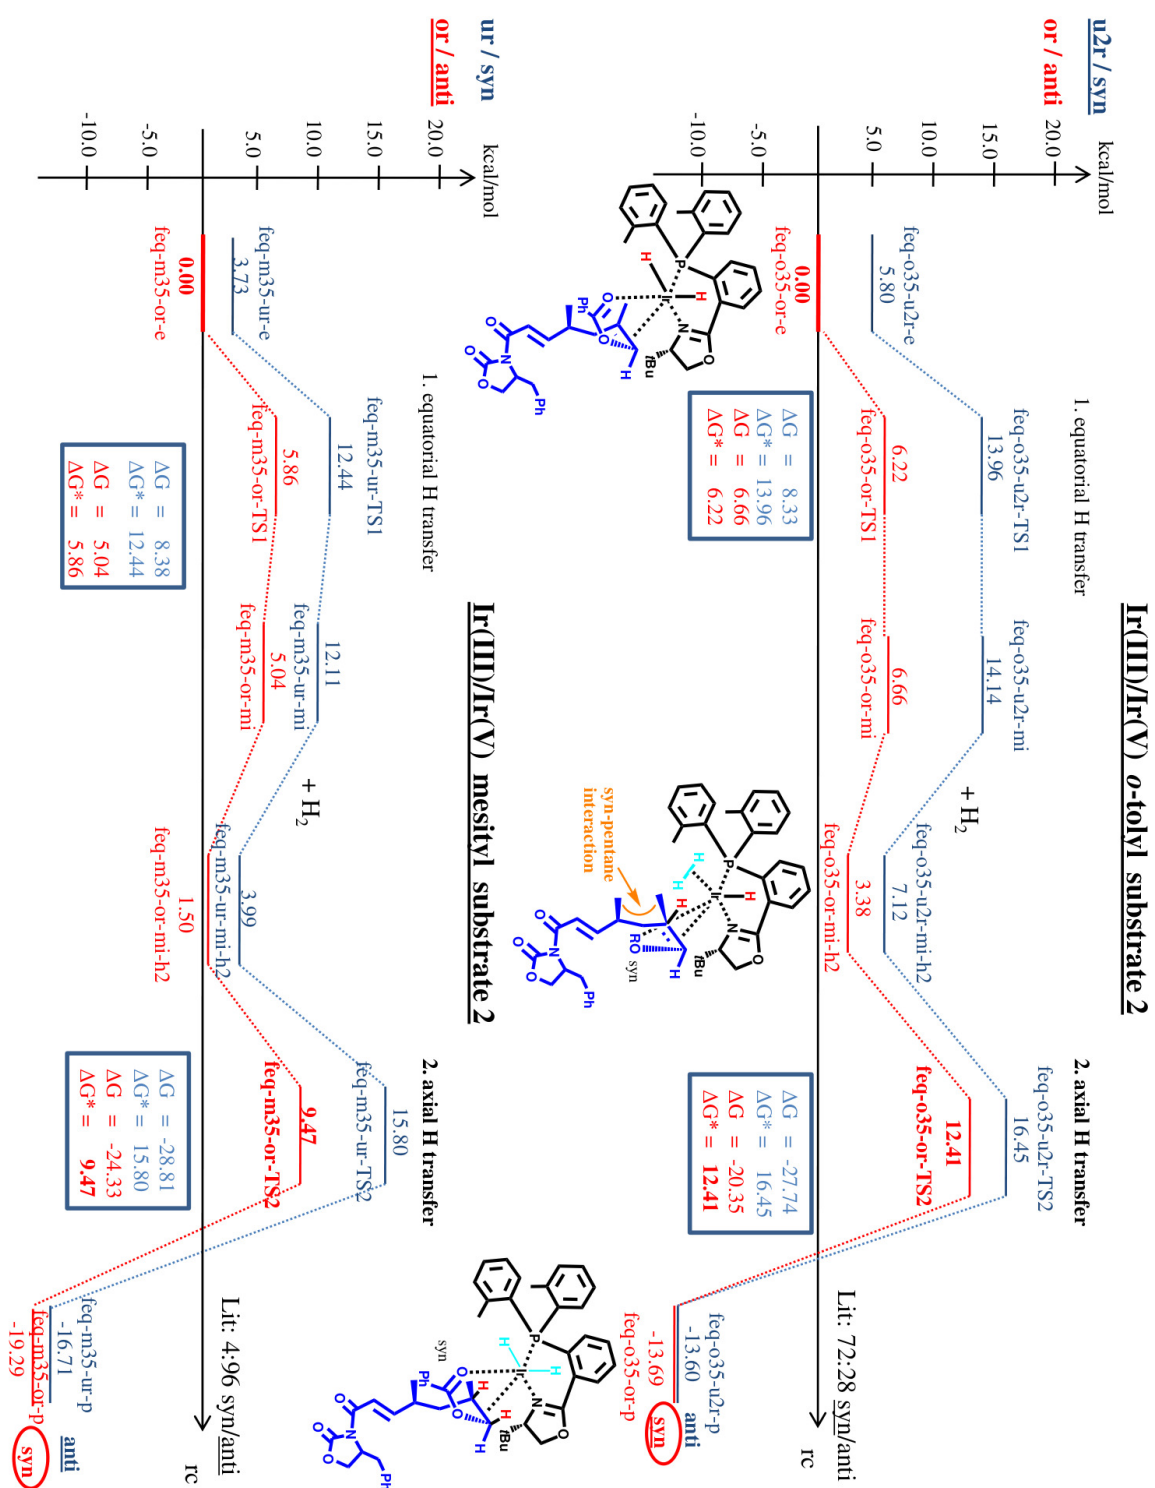 Ir(III)/Ir(V) o-tolyl substrate 2
u2r / syn
or / anti
kcal/mol
20.0
15.0
10.0
5.0
-5.0
-10.0
1. equatorial H transfer
2. axial H transfer
feq-o35-u2r-e
5.80
0.00
feq-o35-or-e
feq-o35-u2r-TS1
13.96
6.22
feq-o35-or-TS1
feq-o35-u2r-mi
14.14
6.66
feq-o35-or-mi
+ H2
feq-o35-u2r-mi-h2
7.12
3.38
feq-o35-or-mi-h2
feq-o35-u2r-TS2
16.45
12.41
feq-o35-or-TS2
ΔG = 8.33
ΔG* = 13.96
ΔG = 6.66
ΔG* = 6.22
ΔG = -27.74
ΔG* = 16.45
ΔG = -20.35
ΔG* = 12.41
Lit: 72:28 syn/anti
rc
feq-o35-u2r-p
-13.60
-13.69
feq-o35-or-p
anti
syn
P
Ir
H
H
N
O
tBu
O
Ph
O
H
O
N
O
O
Ph
P
Ir
H
H
H
H
N
O
tBu
syn-pentane
interaction
RO
syn
H
O
N
O
O
Ph
P
Ir
H
H
N
O
tBu
syn
O
Ph
O
H
H
H
O
N
O
O
Ph
Ir(III)/Ir(V) mesityl substrate 2
ur / syn
or / anti
kcal/mol
20.0
15.0
10.0
5.0
-5.0
-10.0
1. equatorial H transfer
2. axial H transfer
feq-m35-ur-e
3.73
0.00
feq-m35-or-e
feq-m35-ur-TS1
12.44
5.86
feq-m35-or-TS1
12.11
feq-m35-ur-mi
5.04
feq-m35-or-mi
+ H2
3.99
feq-m35-ur-mi-h2
1.50
feq-m35-or-mi-h2
15.80
feq-m35-ur-TS2
9.47
feq-m35-or-TS2
ΔG = 8.38
ΔG* = 12.44
ΔG = 5.04
ΔG* = 5.86
ΔG = -28.81
ΔG* = 15.80
ΔG = -24.33
ΔG* = 9.47
Lit: 4:96 syn/anti
rc
feq-m35-ur-p
-16.71
feq-m35-or-p
-19.29
anti
syn